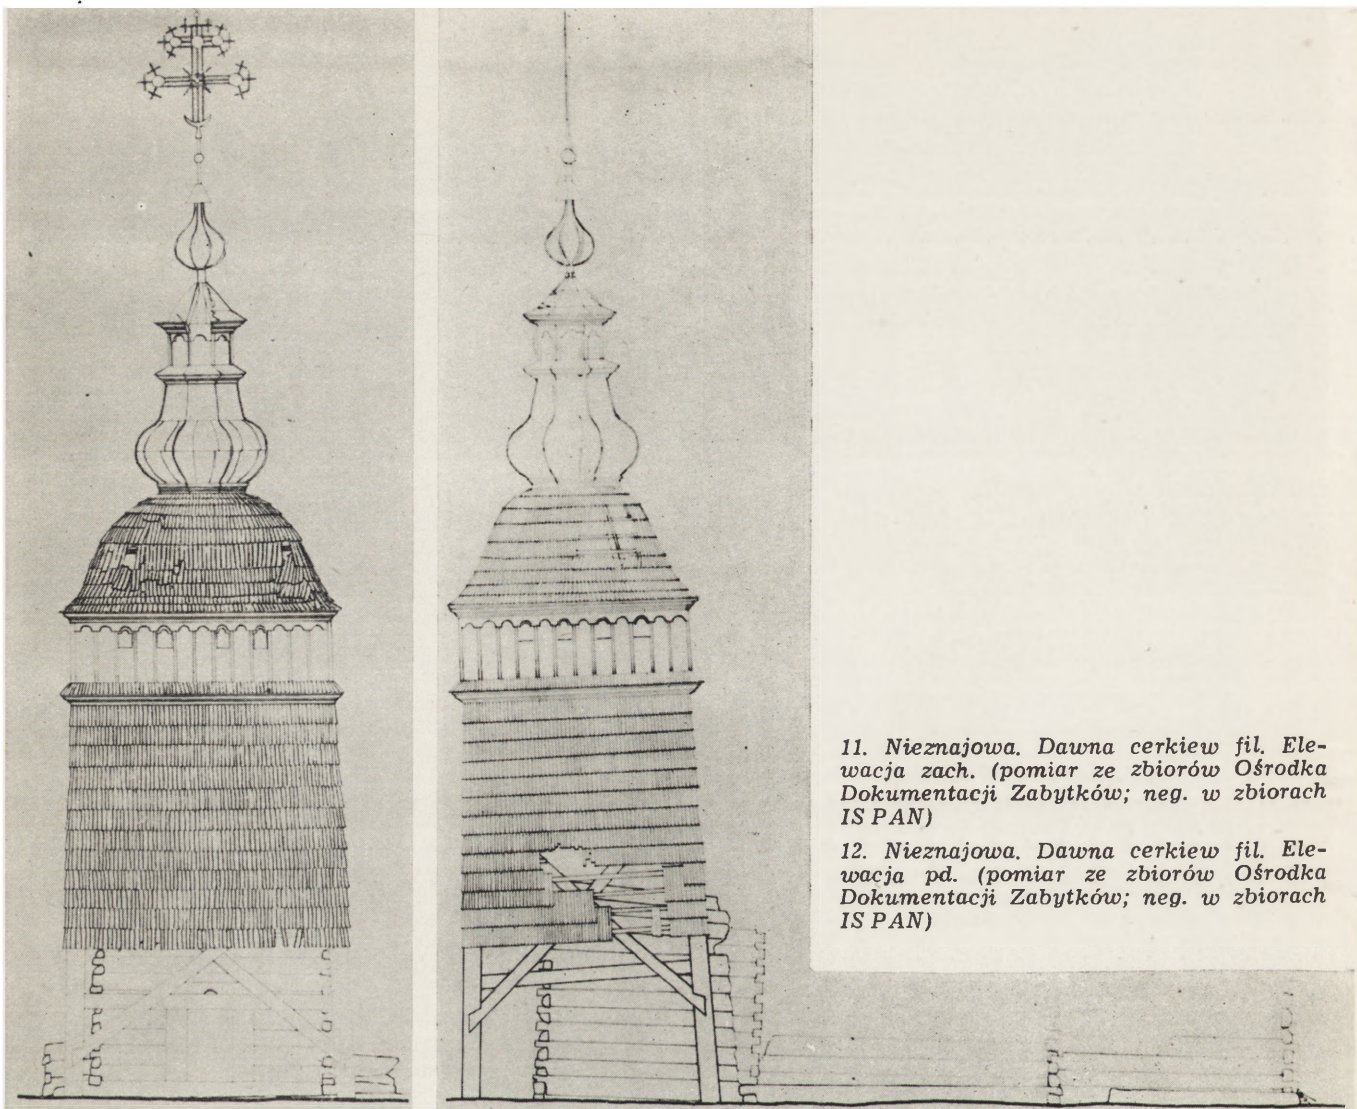 11. Nieznajowa. Dawna cerkiew fil. Ele-
wacja zach. (pomiar ze zbiorów Ośrodka
Dokumentacji Zabytków; neg. w zbiorach
IS PAN)
12. Nieznajowa. Dawna cerkiew fil. Ele-
wacja pd. (pomiar ze zbiorów Ośrodka
Dokumentacji Zabytków; neg. w zbiorach
IS PAN)